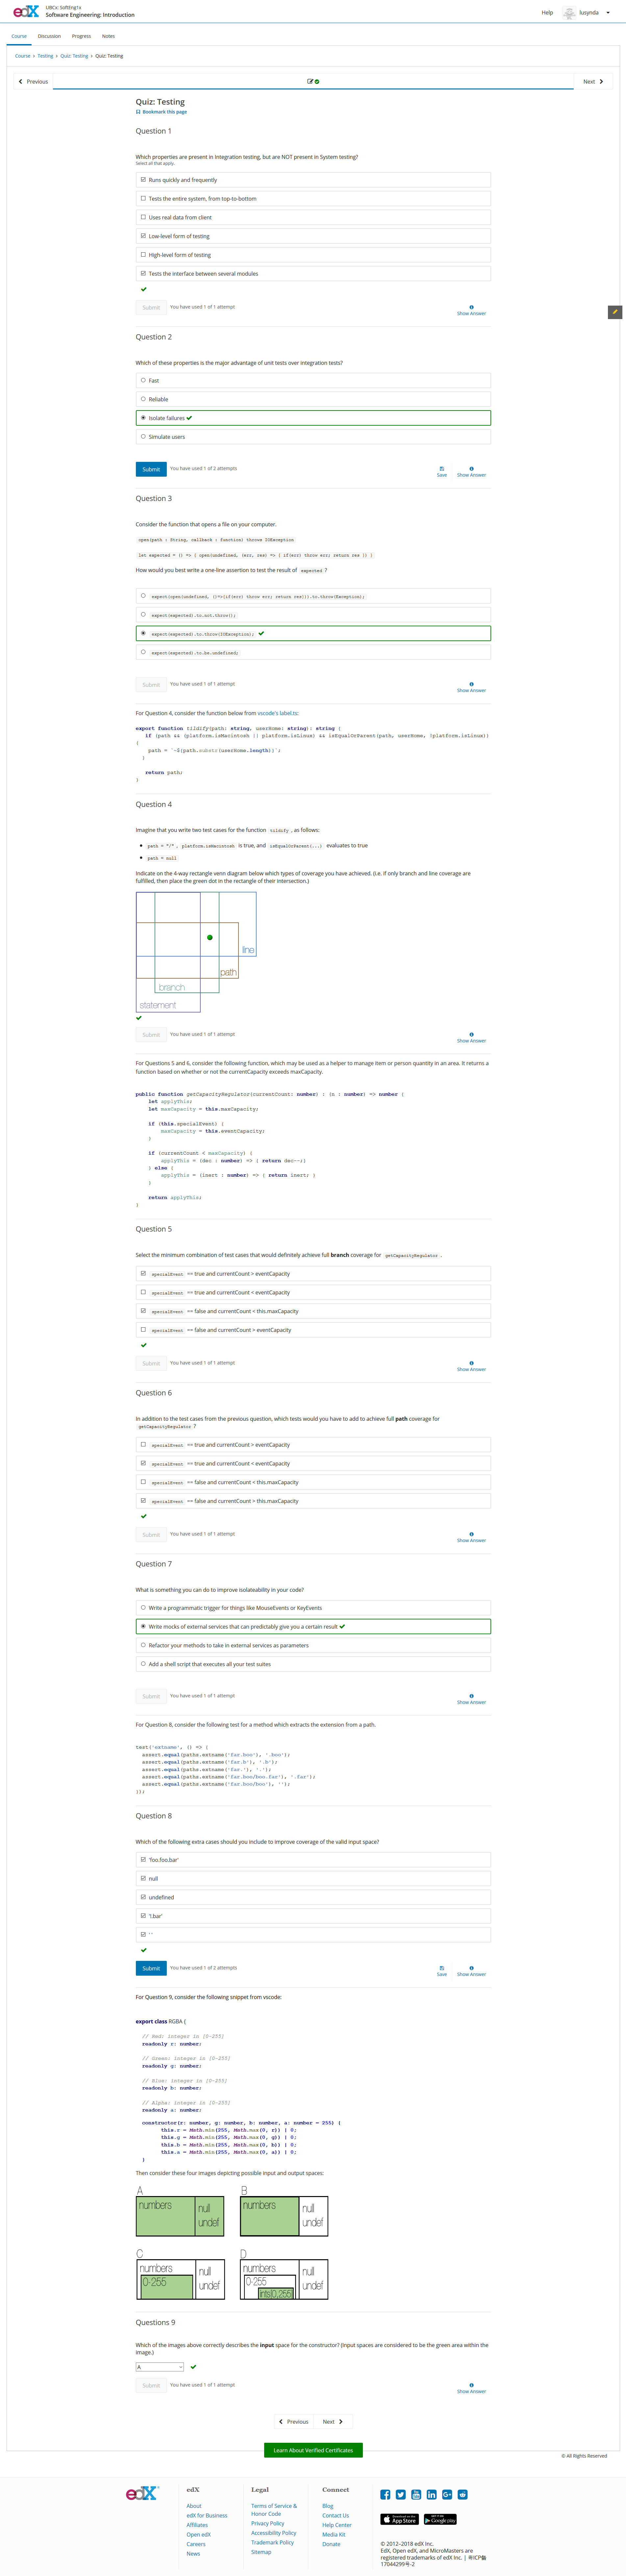 edX
UBCx: SoftEng1x
Software Engineering: Introduction
Help
lusynda
Course Discussion Progress Notes
Course > Testing > Quiz: Testing > Quiz: Testing
Previous
Next
Quiz: Testing
Bookmark this page
Question 1
Which properties are present in Integration testing, but are NOT present in System testing?
Select all that apply.
Runs quickly and frequently
Tests the entire system, from top-to-bottom
Uses real data from client
Low-level form of testing
High-level form of testing
Tests the interface between several modules
Submit You have used 1 of 1 attempt
Show Answer
Question 2
Which of these properties is the major advantage of unit tests over integration tests?
Fast
Reliable
Isolate failures
Simulate users
Submit You have used 1 of 2 attempts
Save Show Answer
Question 3
Consider the function that opens a file on your computer.
open(path : String, callback : function) throws IOException
let expected = () => { open(undefined, (err, res) => { if(err) throw err; return res }) }
How would you best write a one-line assertion to test the result of expected ?
expect(open(undefined, ()=>{if(err) throw err; return res})).to.throw(Exception);
expect(expected).to.not.throw();
expect(expected).to.throw(IOException);
expect(expected).to.be.undefined;
Submit You have used 1 of 1 attempt
Show Answer
For Question 4, consider the function below from vscode's label.ts:
export function tildify(path: string, userHome: string): string {
if (path && (platform.isMacintosh || platform.isLinux) && isEqualOrParent(path, userHome, !platform.isLinux))
{
path = `~${path.substr(userHome.length)}`;
}
return path;
}
Question 4
Imagine that you write two test cases for the function tildify , as follows:
path = "/" , platform.isMacintosh is true, and isEqualOrParent(...) evaluates to true
path = null
Indicate on the 4-way rectangle venn diagram below which types of coverage you have achieved. (i.e. if only branch and line coverage are
fulfilled, then place the green dot in the rectangle of their intersection.)
line
path
branch
statement
Submit You have used 1 of 1 attempt
Show Answer
For Questions 5 and 6, consider the following function, which may be used as a helper to manage item or person quantity in an area. It returns a
function based on whether or not the currentCapacity exceeds maxCapacity.
public function getCapacityRegulator(currentCount: number) : (n : number) => number {
let applyThis;
let maxCapacity = this.maxCapacity;
if (this.specialEvent) {
maxCapacity = this.eventCapacity;
}
if (currentCount < maxCapacity) {
applyThis = (dec : number) => { return dec--;}
} else {
applyThis = (inert : number) => { return inert; }
}
return applyThis;
}
Question 5
Select the minimum combination of test cases that would definitely achieve full branch coverage for getCapacityRegulator .
specialEvent == true and currentCount > eventCapacity
specialEvent == true and currentCount < eventCapacity
specialEvent == false and currentCount < this.maxCapacity
specialEvent == false and currentCount > eventCapacity
Submit You have used 1 of 1 attempt
Show Answer
Question 6
In addition to the test cases from the previous question, which tests would you have to add to achieve full path coverage for
getCapacityRegulator ?
specialEvent == true and currentCount > eventCapacity
specialEvent == true and currentCount < eventCapacity
specialEvent == false and currentCount < this.maxCapacity
specialEvent == false and currentCount = this.maxCapacity
Submit You have used 1 of 1 attempt
Show Answer
Question 7
What is something you can do to improve isolateability in your code?
Write a programmatic trigger for things like MouseEvents or KeyEvents
Write mocks of external services that can predictably give you a certain result
Refactor your methods to take in external services as parameters
Add a shell script that executes all your test suites
Submit You have used 1 of 1 attempt
Show Answer
For Question 8, consider the following test for a method which extracts the extension from a path.
test('extname', () => {
assert.equal(paths.extname('far.boo'), '.boo');
assert.equal(paths.extname('far.b'), '.b');
assert.equal(paths.extname('far.'), '.');
assert.equal(paths.extname('far.boo/boo.far'), '.far');
assert.equal(paths.extname('far.boo/boo'), '');
});
Question 8
Which of the following extra cases should you include to improve coverage of the valid input space?
'foo.foo.bar'
null
undefined
'!.bar'
' '
Submit You have used 1 of 2 attempts
Save Show Answer
For Question 9, consider the following snippet from vscode:
export class RGBA {
// Red: integer in [0-255]
readonly r: number;
// Green: integer in [0-255]
readonly g: number;
// Blue: integer in [0-255]
readonly b: number;
// Alpha: integer in [0-255]
readonly a: number;
constructor(r: number, g: number, b: number, a: number = 255) {
this.r = Math.min(255, Math.max(0, r)) | 0;
this.g = Math.min(255, Math.max(0, g)) | 0;
this.b = Math.min(255, Math.max(0, b)) | 0;
this.a = Math.min(255, Math.max(0, a)) | 0;
}
Then consider these four images depicting possible input and output spaces:
A B
numbers null undef numbers null undef
C D
numbers 0-255 null undef numbers 0-255 ints[0,255] null undef
Questions 9
Which of the images above correctly describes the input space for the constructor? (Input spaces are considered to be the green area within the
image.)
A
Submit You have used 1 of 1 attempt
Show Answer
Previous Next
Learn About Verified Certificates
© All Rights Reserved
edX
edX
About
edX for Business
Affiliates
Open edX
Careers
News
Legal
Terms of Service &
Honor Code
Privacy Policy
Accessibility Policy
Trademark Policy
Sitemap
Connect
Blog
Contact Us
Help Center
Media Kit
Donate
App Store
Google play
© 2012–2018 edX Inc.
EdX, Open edX, and MicroMasters are
registered trademarks of edX Inc. | 粤ICP备
17044299号-2